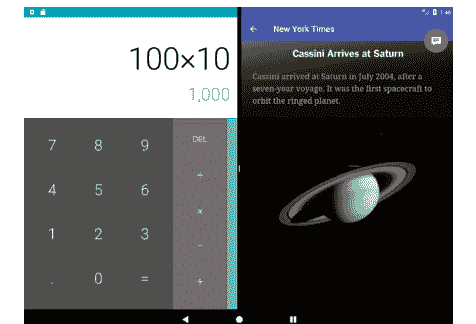 100×10
1,000
7 8 9 DEL
÷
4 5 6
×
1 2 3
−
. 0 = +
1:46
New York Times
Cassini Arrives at Saturn
Cassini arrived at Saturn in July 2004, after a
seven-year voyage. It was the first spacecraft to
orbit the ringed planet.